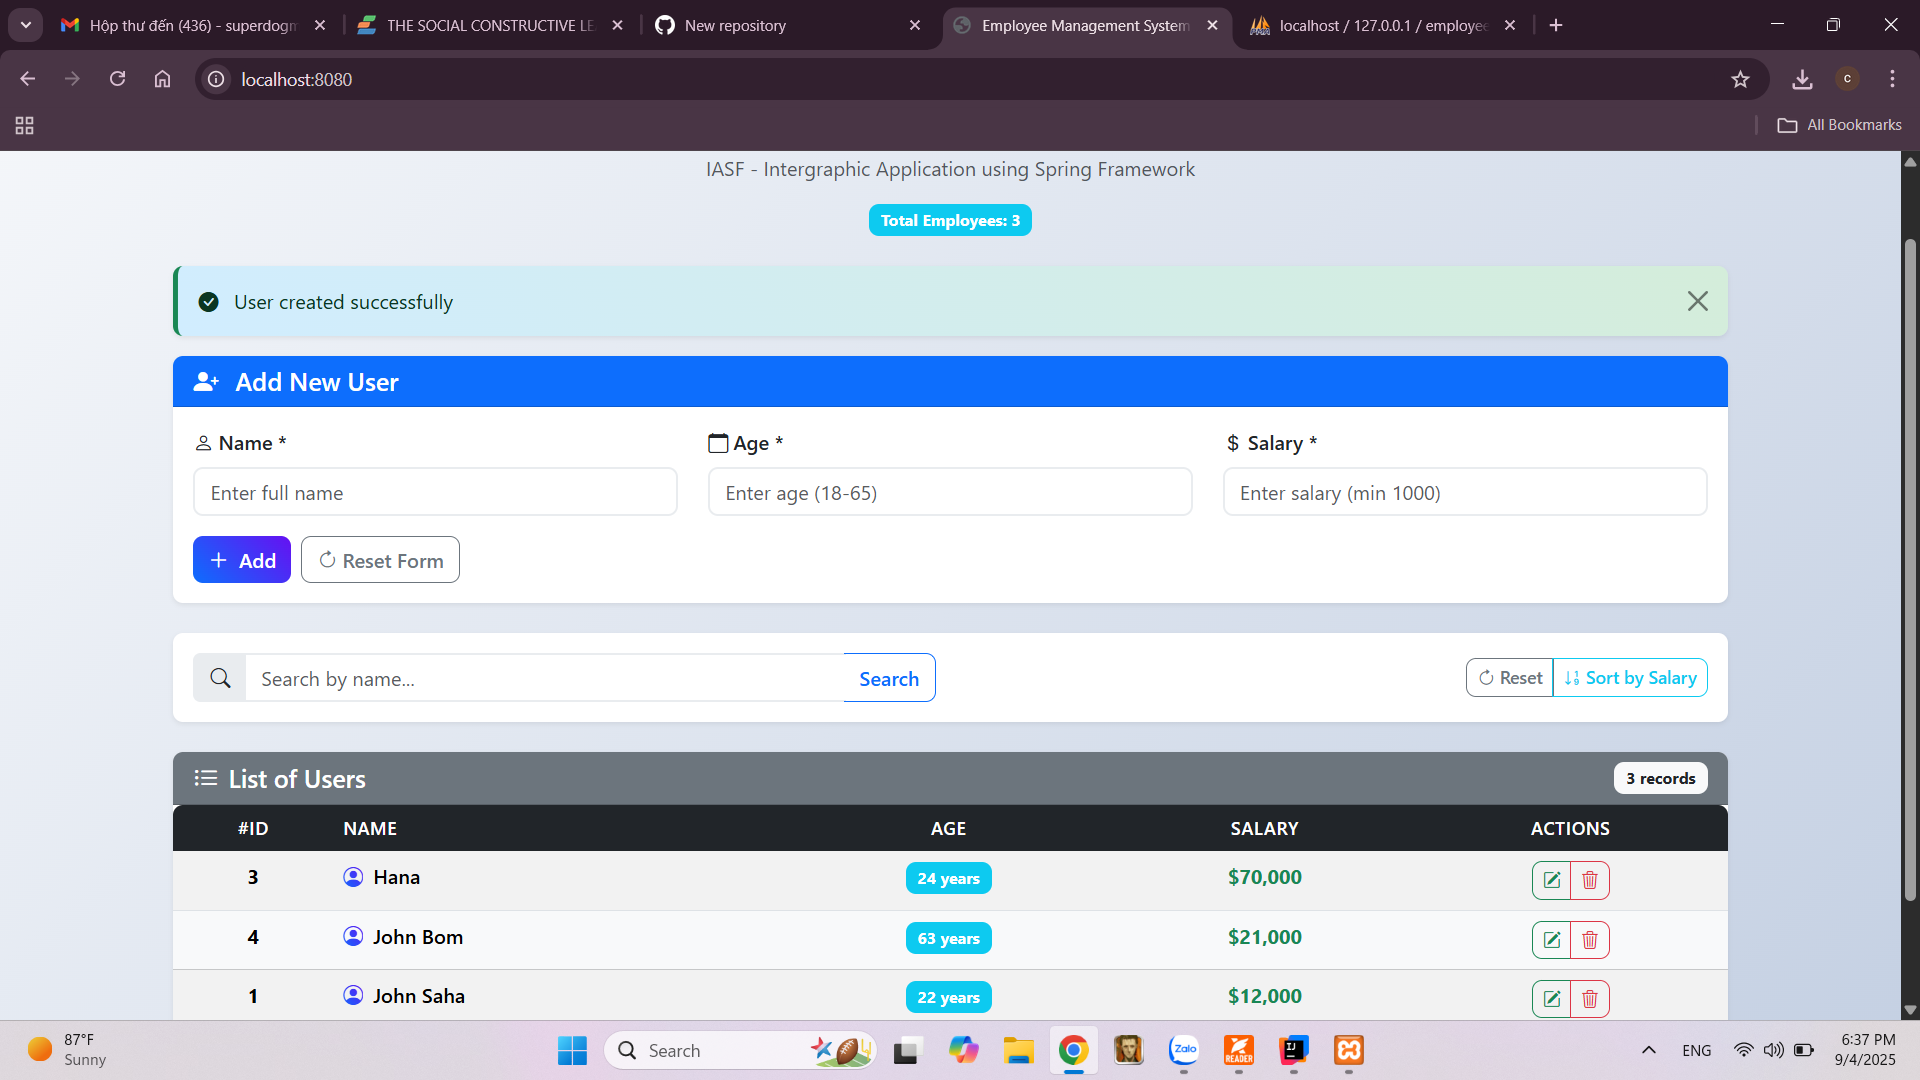 Hộp thư đến (436) - superdogm
THE SOCIAL CONSTRUCTIVE LE
New repository
Employee Management System
localhost / 127.0.0.1 / employee
localhost:8080
C
All Bookmarks
IASF - Intergraphic Application using Spring Framework
Total Employees: 3
User created successfully
Add New User
Name *
Age *
$ Salary *
Enter full name
Enter age (18-65)
Enter salary (min 1000)
+ Add
Reset Form
Search by name...
Search
Reset
Sort by Salary
List of Users
3 records
#ID NAME AGE SALARY ACTIONS
3 Hana 24 years $70,000
4 John Bom 63 years $21,000
1 John Saha 22 years $12,000
87°F
Sunny
Search
Zalo
READER
IJ
ENG
6:37 PM
9/4/2025